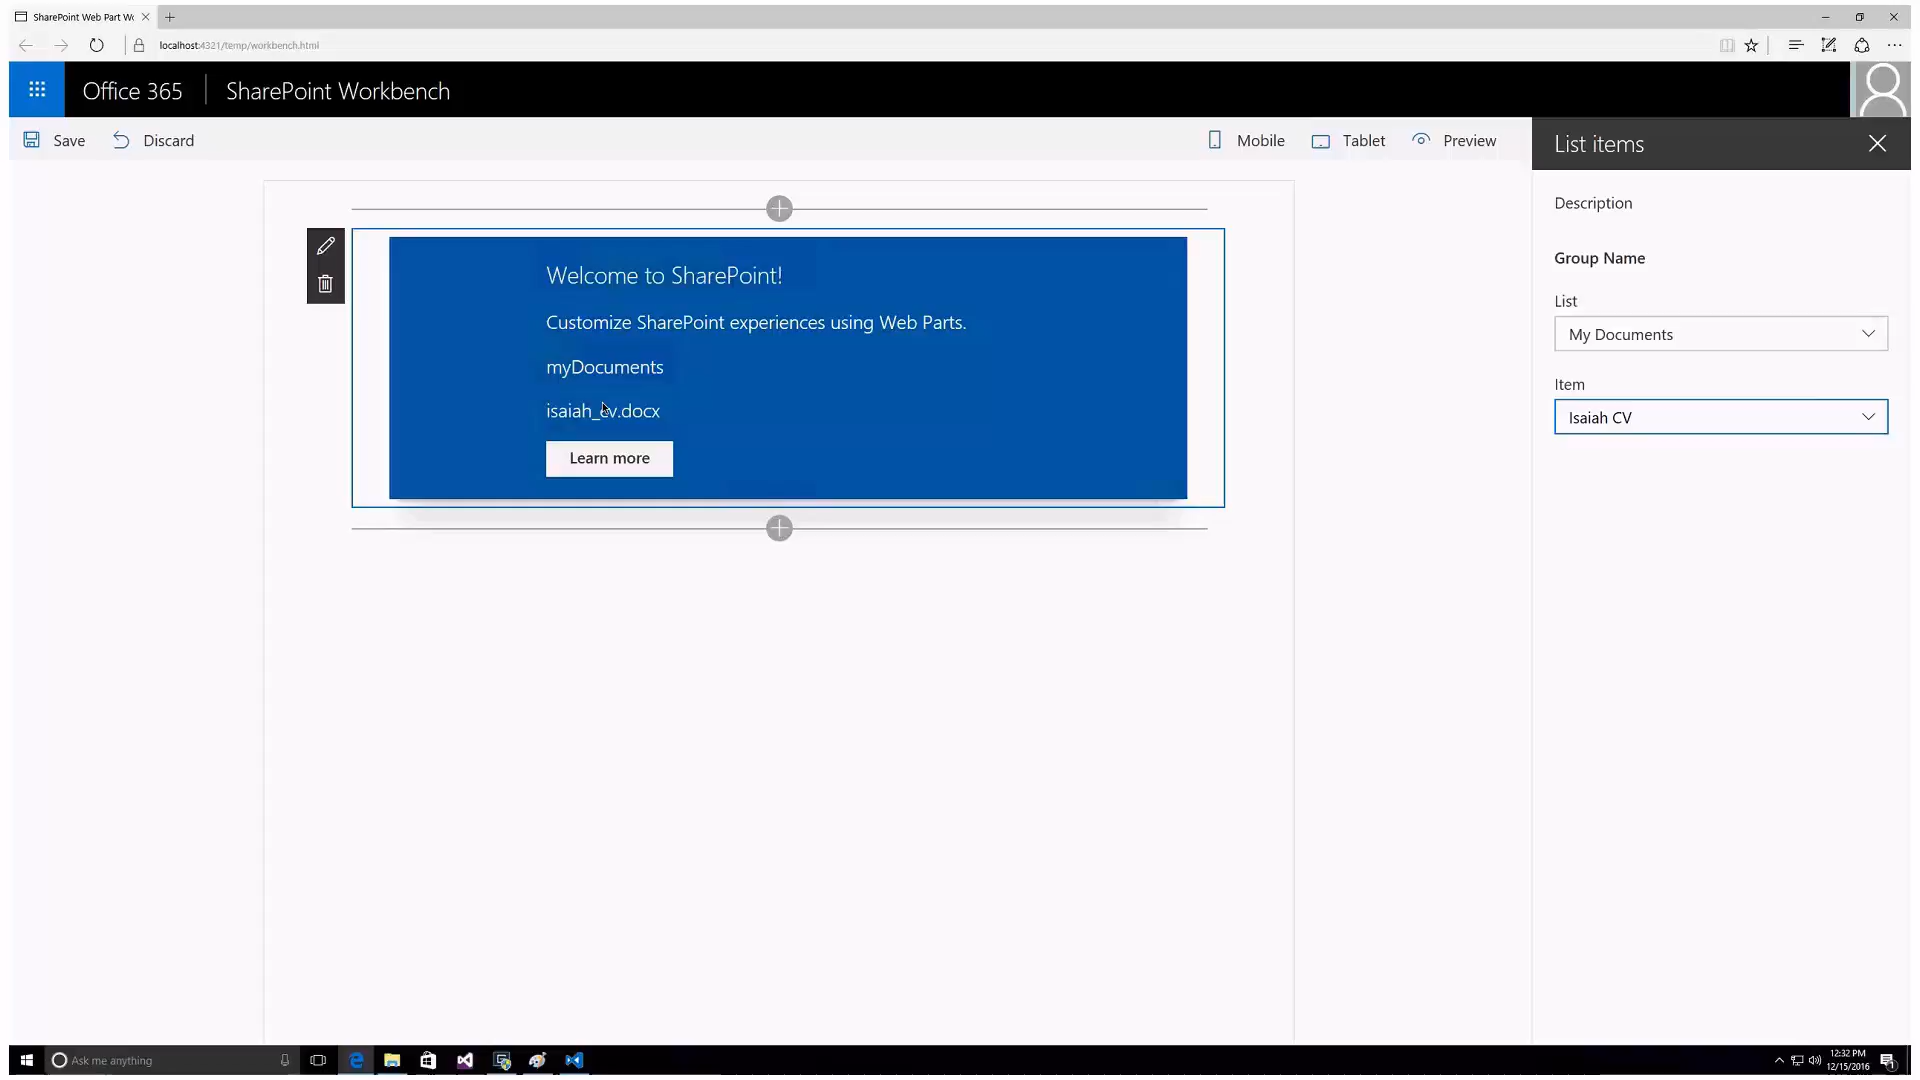 SharePoint Web Part Wo
localhost:4321/temp/workbench.html
Office 365
SharePoint Workbench
Save
Discard
Mobile
Tablet
Preview
List items
Description
Group Name
List
My Documents
Item
Isaiah CV
Welcome to SharePoint!
Customize SharePoint experiences using Web Parts.
myDocuments
isaiah_cv.docx
Learn more
Ask me anything
12:32 PM
12/15/2016